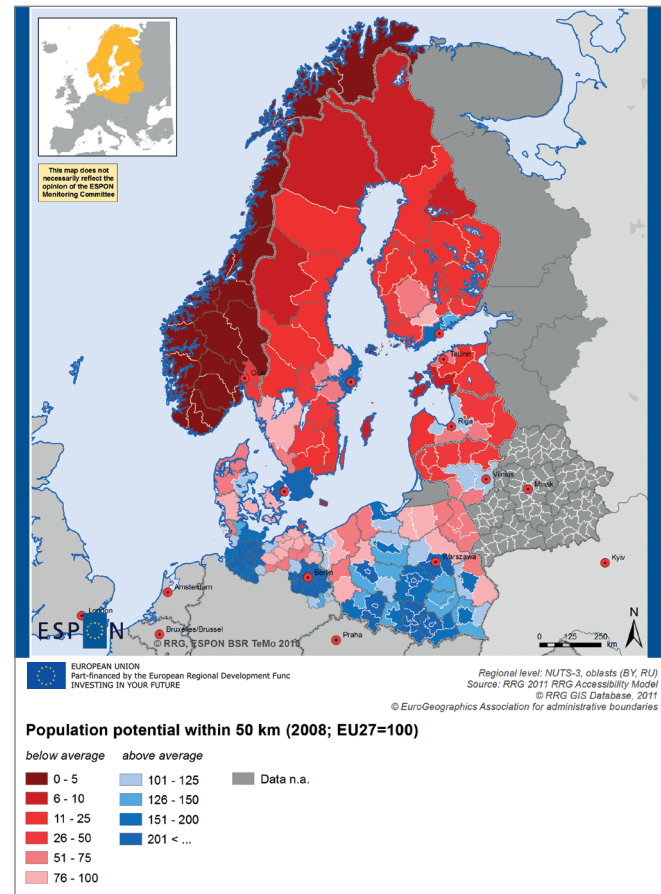 This map does not
necessarily reflect the
opinion of the ESPON
Monitoring Committee
Oslo
Tallinn
Riga
Vilnius
Minsk
Kyiv
Warszawa
Berlin
Amsterdam
London
Bruxelles/Brussel
Praha
ESPON
© RRG, ESPON BSR TeMo 201
N
0 125 250
km
EUROPEAN UNION
Part-financed by the European Regional Development Func
INVESTING IN YOUR FUTURE
Regional level: NUTS-3, oblasts (BY, RU)
Source: RRG 2011 RRG Accessibility Model
© RRG GIS Database, 2011
© EuroGeographics Association for administrative boundaries
Population potential within 50 km (2008; EU27=100)
below average above average
0 - 5 101 - 125 Data n.a.
6 - 10 126 - 150
11 - 25 151 - 200
26 - 50 201 < ...
51 - 75
76 - 100